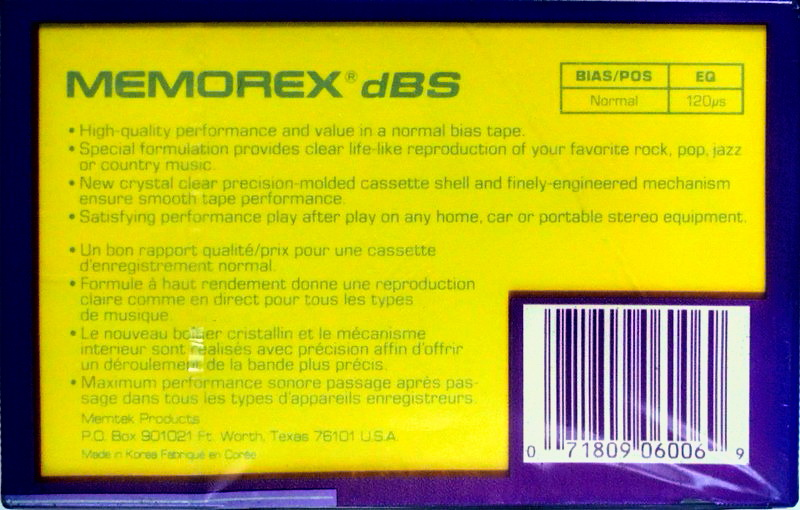 MEMOREX® dBS
BIAS/POS EQ
Normal 120µs
• High-quality performance and value in a normal bias tape.
• Special formulation provides clear life-like reproduction of your favorite rock, pop, jazz
or country music.
• New crystal clear precision-molded cassette shell and finely-engineered mechanism
ensure smooth tape performance.
• Satisfying performance play after play on any home, car or portable stereo equipment.
• Un bon rapport qualité/prix pour une cassette
d'enregistrement normal.
• Formule à haut rendement donne une reproduction
claire comme en direct pour tous les types
de musique.
• Le nouveau boîtier cristallin et le mécanisme
interieur sont réalisés avec précision affin d'offrir
un déroulement de la bande plus précis.
• Maximum performance sonore passage après pas-
sage dans tous les types d'appareils enregistreurs.
Memtek Products
P.O. Box 901021 Ft. Worth, Texas 76101 U.S.A.
Made in Korea Fabriqué en Corée
0 71809 06006 9